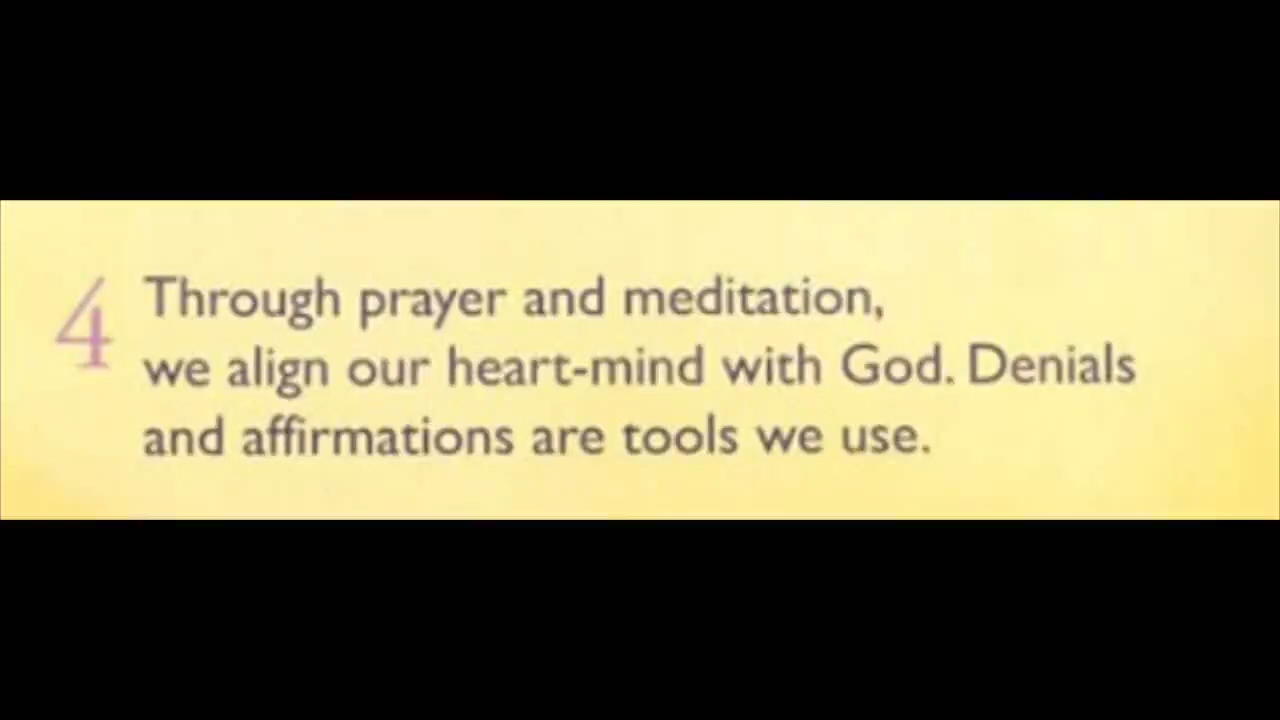 4 Through prayer and meditation,
we align our heart-mind with God. Denials
and affirmations are tools we use.